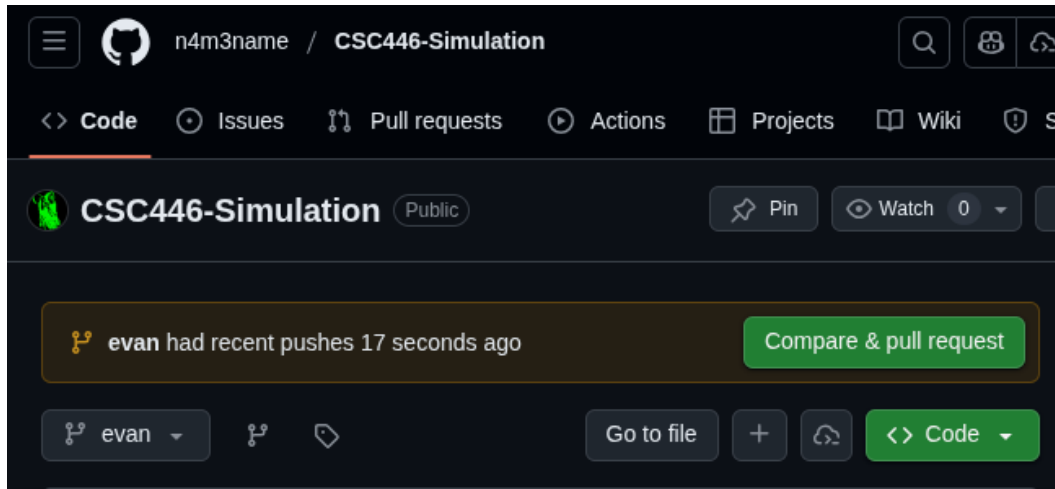 n4m3name / CSC446-Simulation
Code Issues Pull requests Actions Projects Wiki S
CSC446-Simulation Public Pin Watch 0
evan had recent pushes 17 seconds ago Compare & pull request
evan Go to file Code